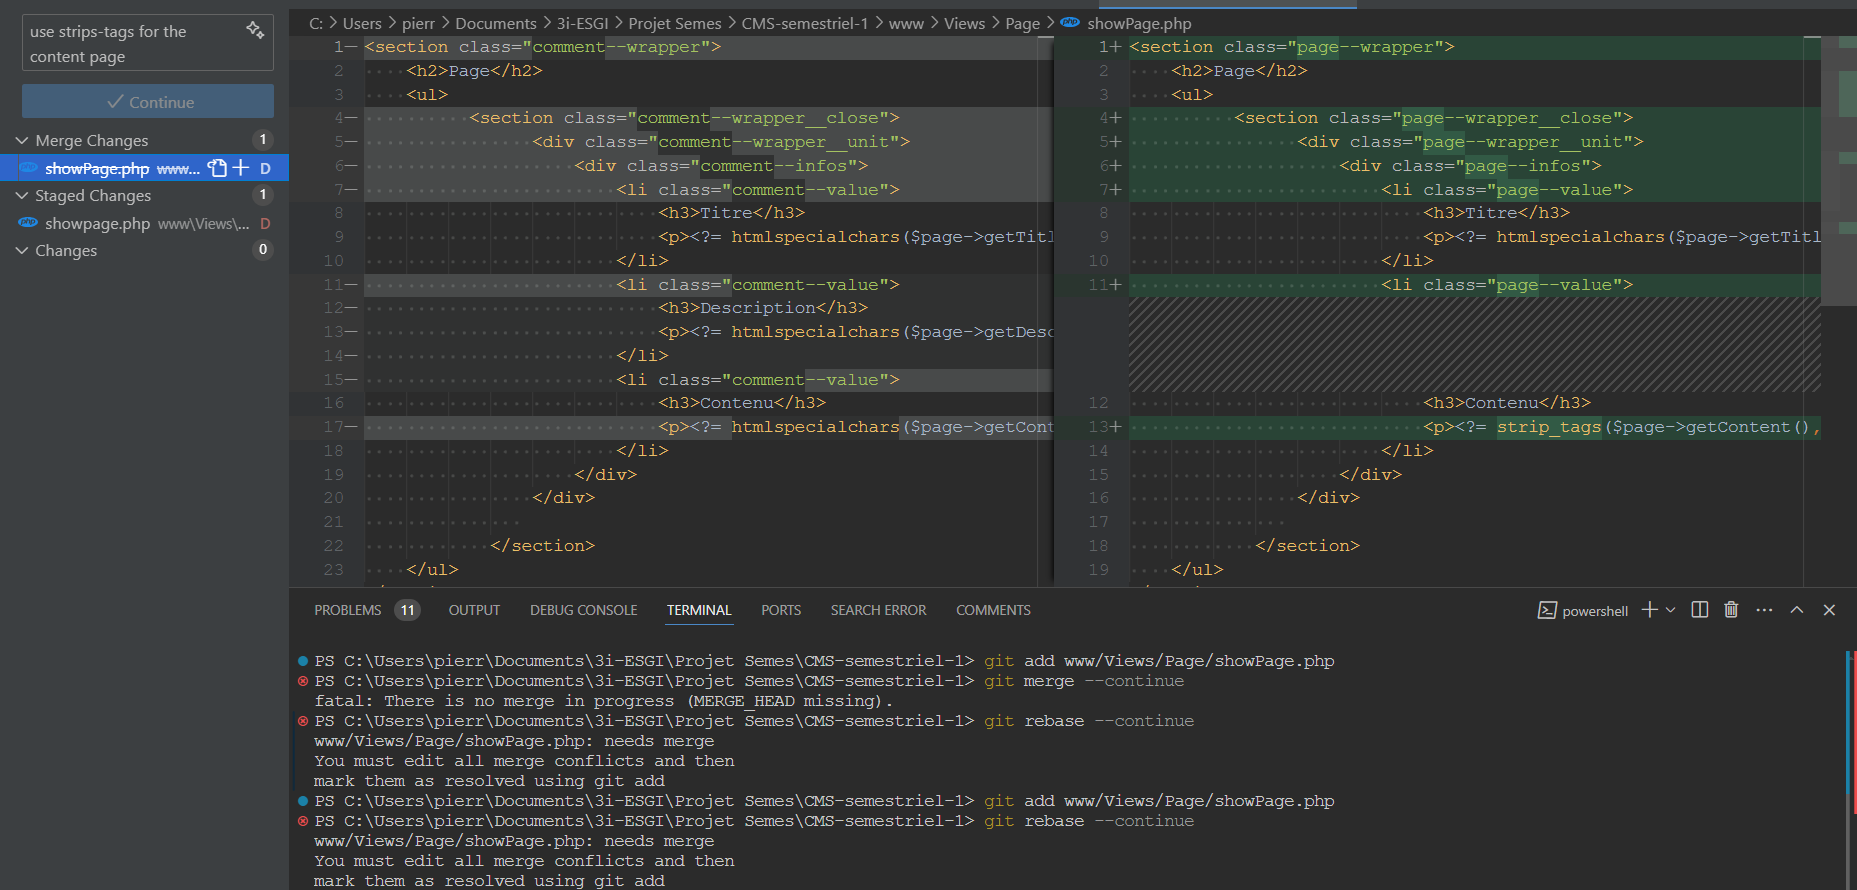 use strips-tags for the
content page
Continue
Merge Changes 1
showPage.php www... D
Staged Changes 1
showpage.php www\Views\... D
Changes 0
C: > Users > pierr > Documents > 3i-ESGI > Projet Semes > CMS-semestriel-1 > www > Views > Page > showPage.php
1— <section class="comment--wrapper">
2 <h2>Page</h2>
3 <ul>
4— <section class="comment--wrapper__close">
5— <div class="comment--wrapper__unit">
6— <div class="comment--infos">
7— <li class="comment--value">
8 <h3>Titre</h3>
9 <p><?= htmlspecialchars($page->getTitl
10 </li>
11— <li class="comment--value">
12— <h3>Description</h3>
13— <p><?= htmlspecialchars($page->getDesc
14— </li>
15— <li class="comment--value">
16 <h3>Contenu</h3>
17— <p><?= htmlspecialchars($page->getCont
18 </li>
19 </div>
20 </div>
21
22 </section>
23 </ul>
1+ <section class="page--wrapper">
2 <h2>Page</h2>
3 <ul>
4+ <section class="page--wrapper__close">
5+ <div class="page--wrapper__unit">
6+ <div class="page--infos">
7+ <li class="page--value">
8 <h3>Titre</h3>
9 <p><?= htmlspecialchars($page->getTitl
10 </li>
11+ <li class="page--value">
12 <h3>Contenu</h3>
13+ <p><?= strip_tags($page->getContent(),
14 </li>
15 </div>
16 </div>
17
18 </section>
19 </ul>
PROBLEMS 11 OUTPUT DEBUG CONSOLE TERMINAL PORTS SEARCH ERROR COMMENTS powershell
PS C:\Users\pierr\Documents\3i-ESGI\Projet Semes\CMS-semestriel-1> git add www/Views/Page/showPage.php
PS C:\Users\pierr\Documents\3i-ESGI\Projet Semes\CMS-semestriel-1> git merge --continue
fatal: There is no merge in progress (MERGE_HEAD missing).
PS C:\Users\pierr\Documents\3i-ESGI\Projet Semes\CMS-semestriel-1> git rebase --continue
www/Views/Page/showPage.php: needs merge
You must edit all merge conflicts and then
mark them as resolved using git add
PS C:\Users\pierr\Documents\3i-ESGI\Projet Semes\CMS-semestriel-1> git add www/Views/Page/showPage.php
PS C:\Users\pierr\Documents\3i-ESGI\Projet Semes\CMS-semestriel-1> git rebase --continue
www/Views/Page/showPage.php: needs merge
You must edit all merge conflicts and then
mark them as resolved using git add